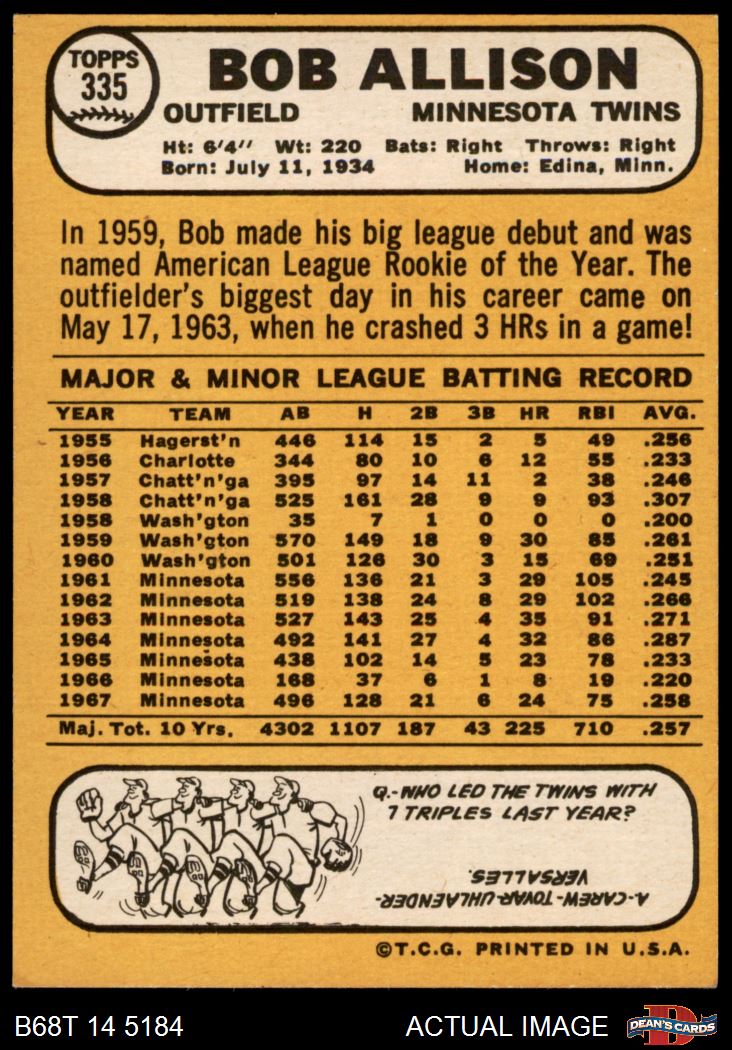 TOPPS
335
BOB ALLISON
OUTFIELD MINNESOTA TWINS
Ht: 6'4'' Wt: 220 Bats: Right Throws: Right
Born: July 11, 1934 Home: Edina, Minn.
In 1959, Bob made his big league debut and was
named American League Rookie of the Year. The
outfielder's biggest day in his career came on
May 17, 1963, when he crashed 3 HRs in a game!
MAJOR & MINOR LEAGUE BATTING RECORD
YEAR TEAM AB H 2B 3B HR RBI AVG.
1955 Hagerst'n 446 114 15 2 5 49 .256
1956 Charlotte 344 80 10 6 12 55 .233
1957 Chatt'n'ga 395 97 14 11 2 38 .246
1958 Chatt'n'ga 525 161 28 9 9 93 .307
1958 Wash'gton 35 7 1 0 0 0 .200
1959 Wash'gton 570 149 18 9 30 85 .261
1960 Wash'gton 501 126 30 3 15 69 .251
1961 Minnesota 556 136 21 3 29 105 .245
1962 Minnesota 519 138 24 8 29 102 .266
1963 Minnesota 527 143 25 4 35 91 .271
1964 Minnesota 492 141 27 4 32 86 .287
1965 Minnesota 438 102 14 5 23 78 .233
1966 Minnesota 168 37 6 1 8 19 .220
1967 Minnesota 496 128 21 6 24 75 .258
Maj. Tot. 10 Yrs. 4302 1107 187 43 225 710 .257
Q.-WHO LED THE TWINS WITH
7 TRIPLES LAST YEAR?
A.-CAREW-TOVAR-UHLAENDER-
VERSALLES.
©T.C.G. PRINTED IN U.S.A.
B68T 14 5184 ACTUAL IMAGE
D
DEAN'S CARDS